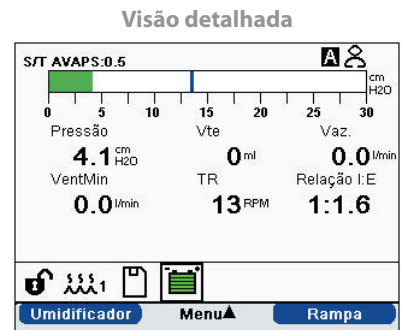 Visão detalhada
S/T AVAPS:0.5 A
cm
H2O
0 5 10 15 20 25 30
Pressão Vte Vaz.
4.1 cm H2O 0 ml 0.0 l/min
VentMin TR Relação I:E
0.0 l/min 13 RPM 1:1.6
1
Umidificador Menu▲ Rampa